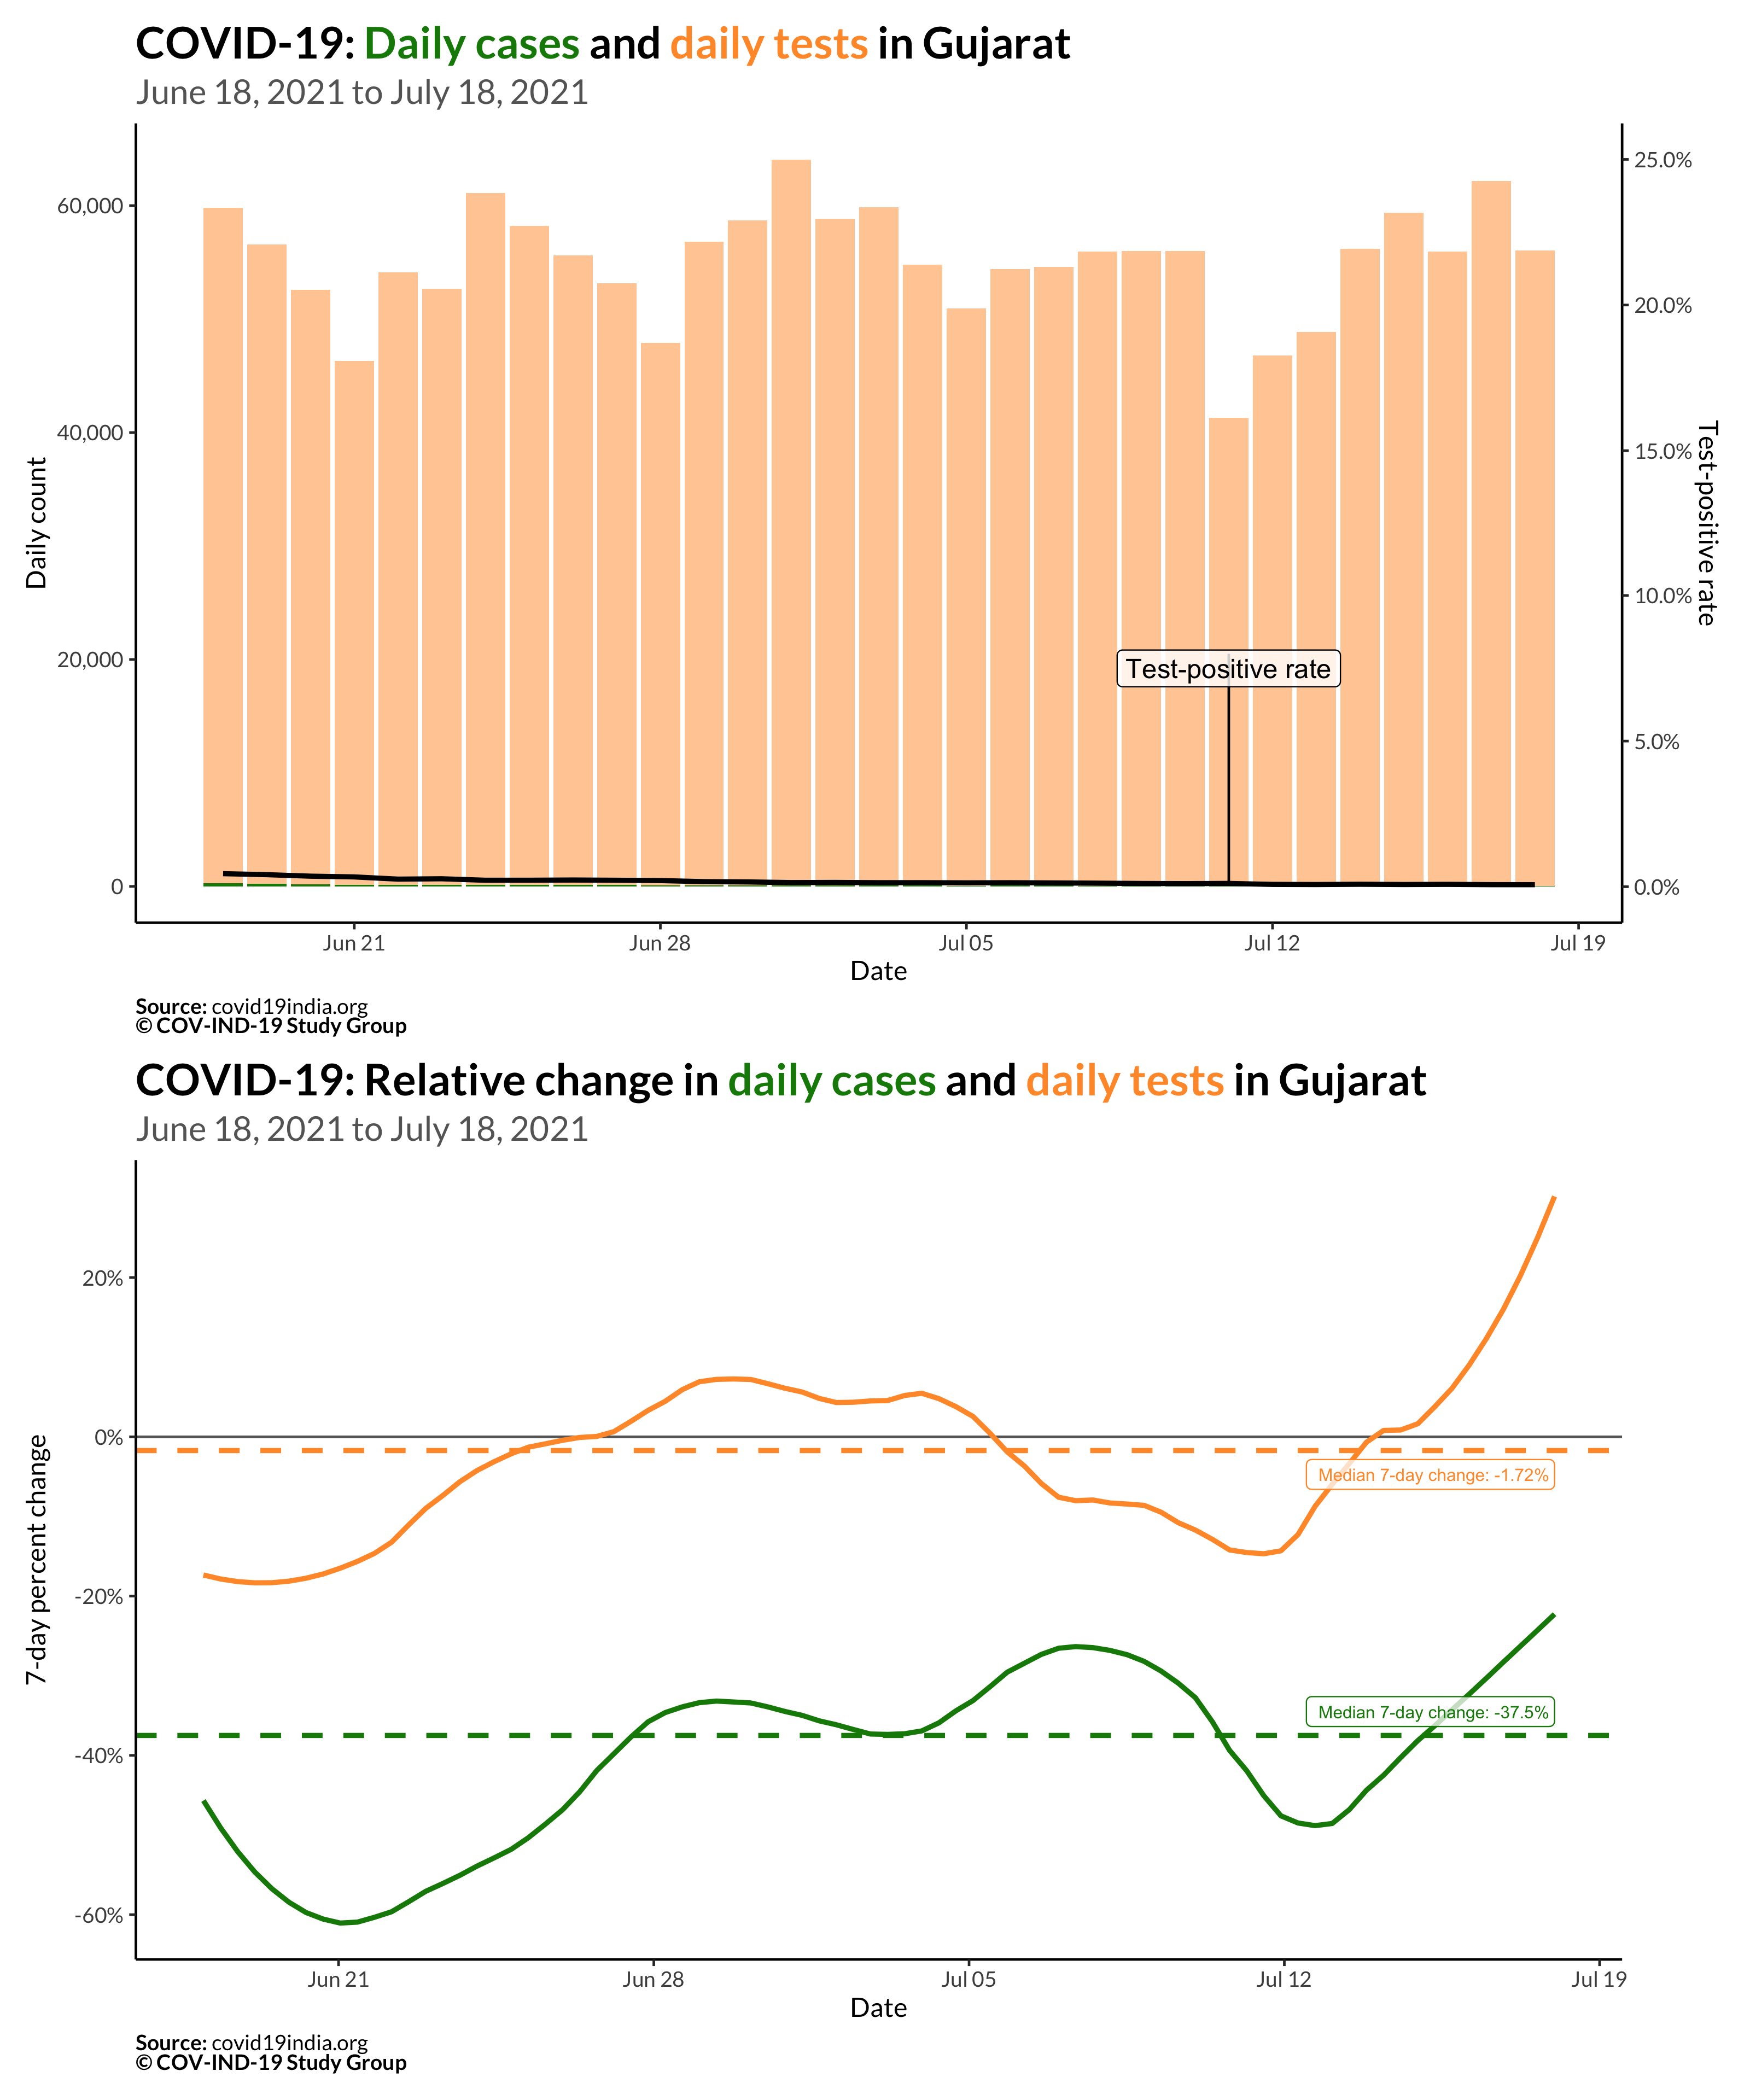 COVID-19: Daily cases and daily tests in Gujarat
June 18, 2021 to July 18, 2021
Daily count
60,000
40,000
20,000
0
25.0%
20.0%
15.0%
10.0%
5.0%
0.0%
Test-positive rate
Test-positive rate
Jun 21
Jun 28
Jul 05
Jul 12
Jul 19
Date
Source: covid19india.org
© COV-IND-19 Study Group
COVID-19: Relative change in daily cases and daily tests in Gujarat
June 18, 2021 to July 18, 2021
7-day percent change
20%
0%
-20%
-40%
-60%
Median 7-day change: -1.72%
Median 7-day change: -37.5%
Jun 21
Jun 28
Jul 05
Jul 12
Jul 19
Date
Source: covid19india.org
© COV-IND-19 Study Group